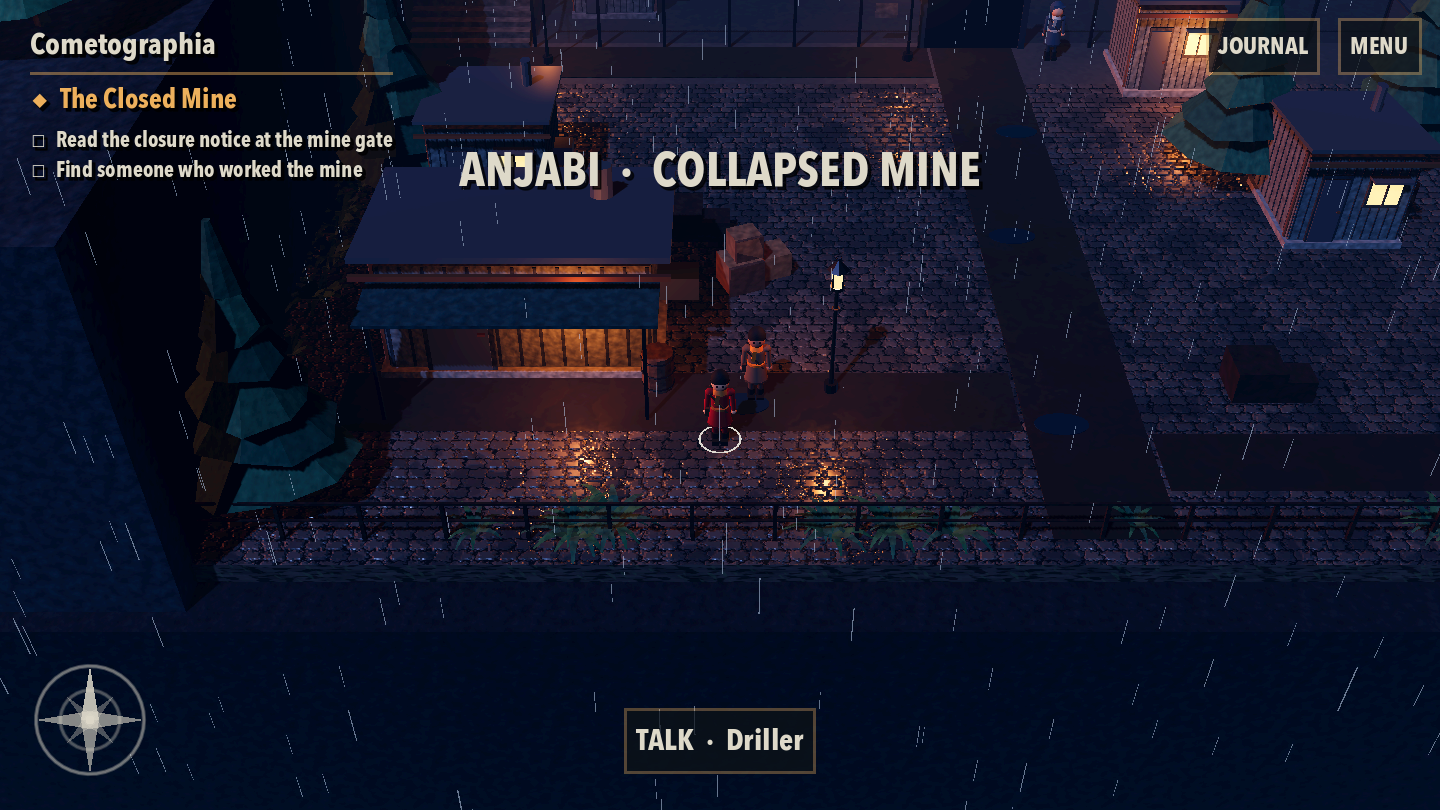 Cometographia
JOURNAL
MENU
◆ The Closed Mine
□ Read the closure notice at the mine gate
□ Find someone who worked the mine
ANJABI · COLLAPSED MINE
TALK · Driller